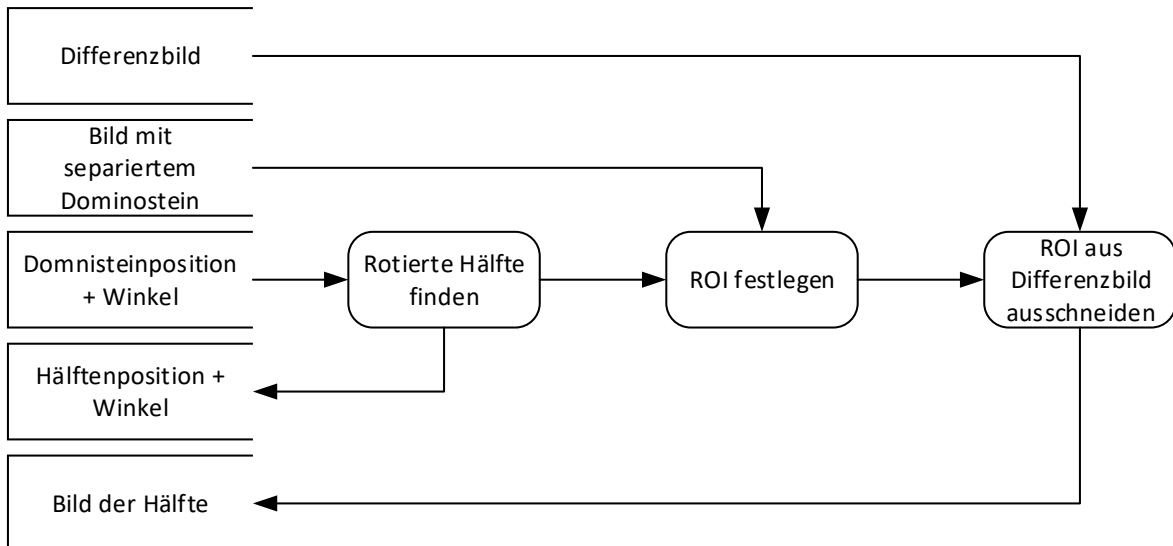 Differenzbild
Bild mit
separiertem
Dominostein
Domnisteinposition
+ Winkel
Rotierte Hälfte
finden
ROI festlegen
ROI aus
Differenzbild
ausschneiden
Hälftenposition +
Winkel
Bild der Hälfte